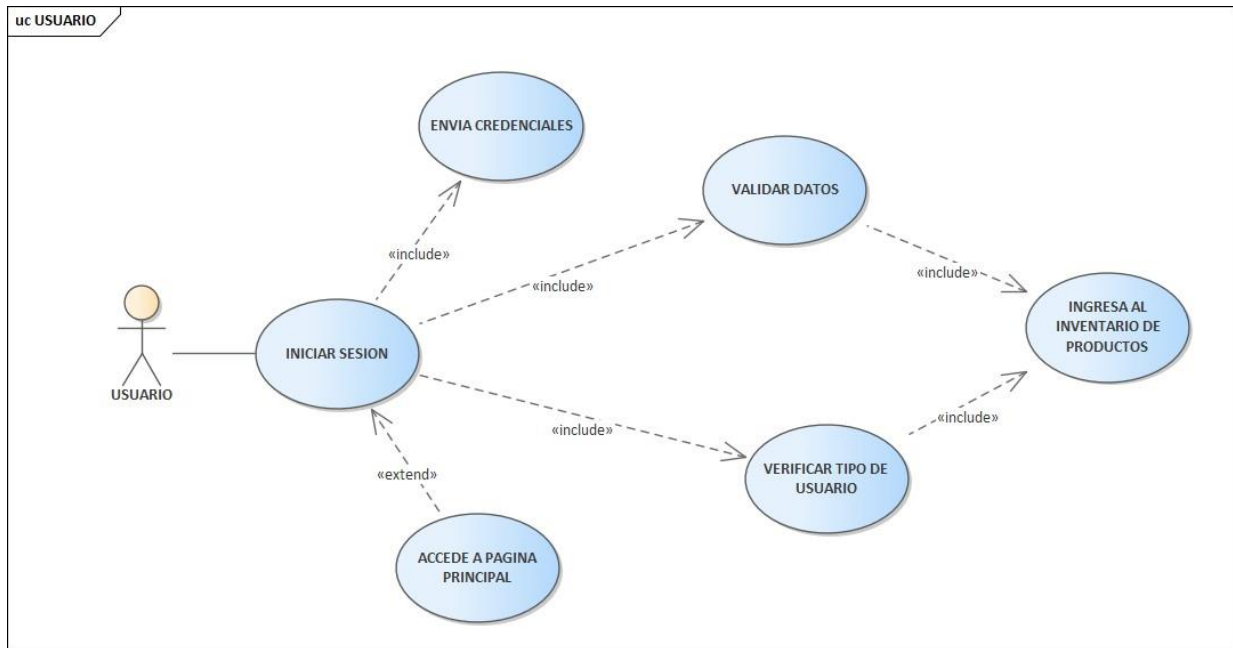 uc USUARIO
ENVIA CREDENCIALES
VALIDAR DATOS
«include»
«include»
«include»
INGRESA AL
INVENTARIO DE
PRODUCTOS
INICIAR SESION
USUARIO
«include»
«include»
«extend»
VERIFICAR TIPO DE
USUARIO
ACCEDE A PAGINA
PRINCIPAL